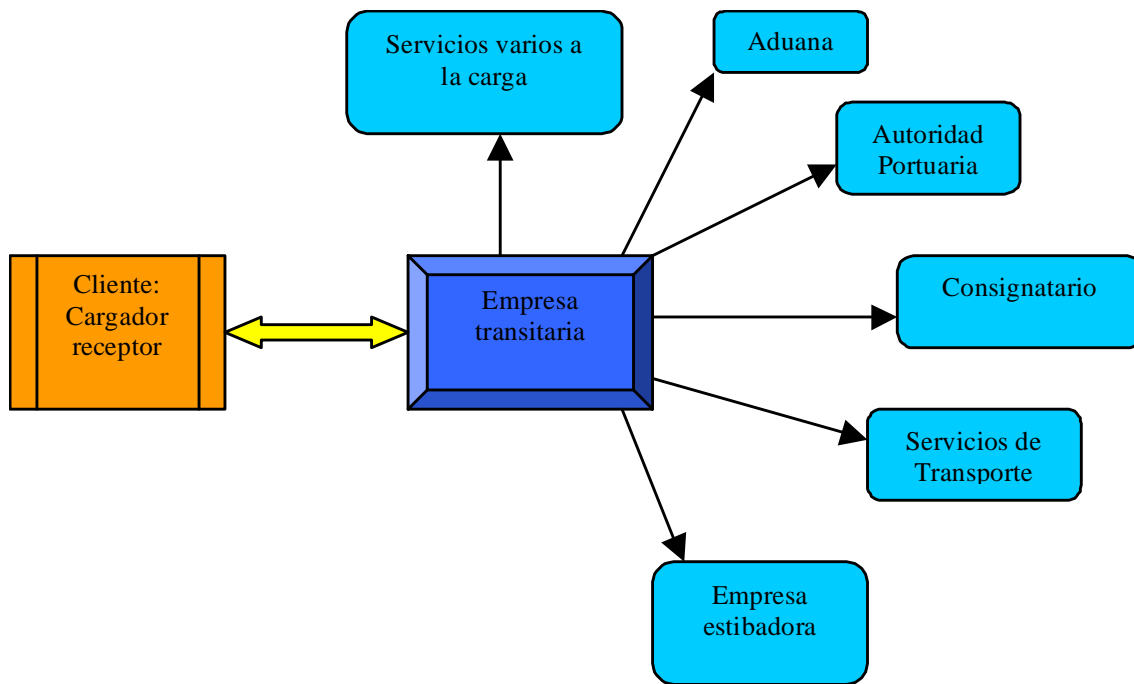 Servicios varios a
la carga
Aduana
Autoridad
Portuaria
Cliente:
Cargador
receptor
Empresa
transitaria
Consignatario
Servicios de
Transporte
Empresa
estibadora